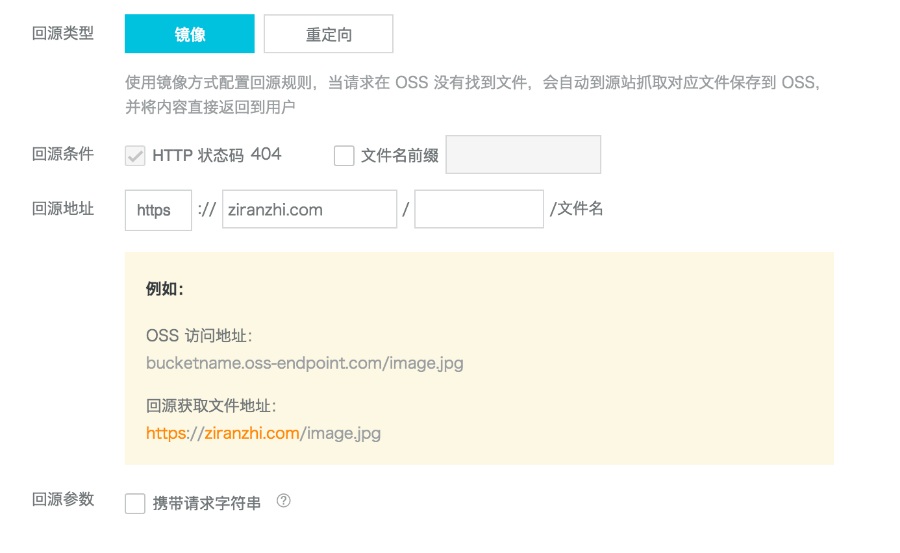 回源类型 镜像 重定向
使用镜像方式配置回源规则，当请求在 OSS 没有找到文件，会自动到源站抓取对应文件保存到 OSS，
并将内容直接返回到用户
回源条件 HTTP 状态码 404 文件名前缀
回源地址 https :// ziranzhi.com / /文件名
例如：
OSS 访问地址：
bucketname.oss-endpoint.com/image.jpg
回源获取文件地址：
https://ziranzhi.com/image.jpg
回源参数 携带请求字符串 ?